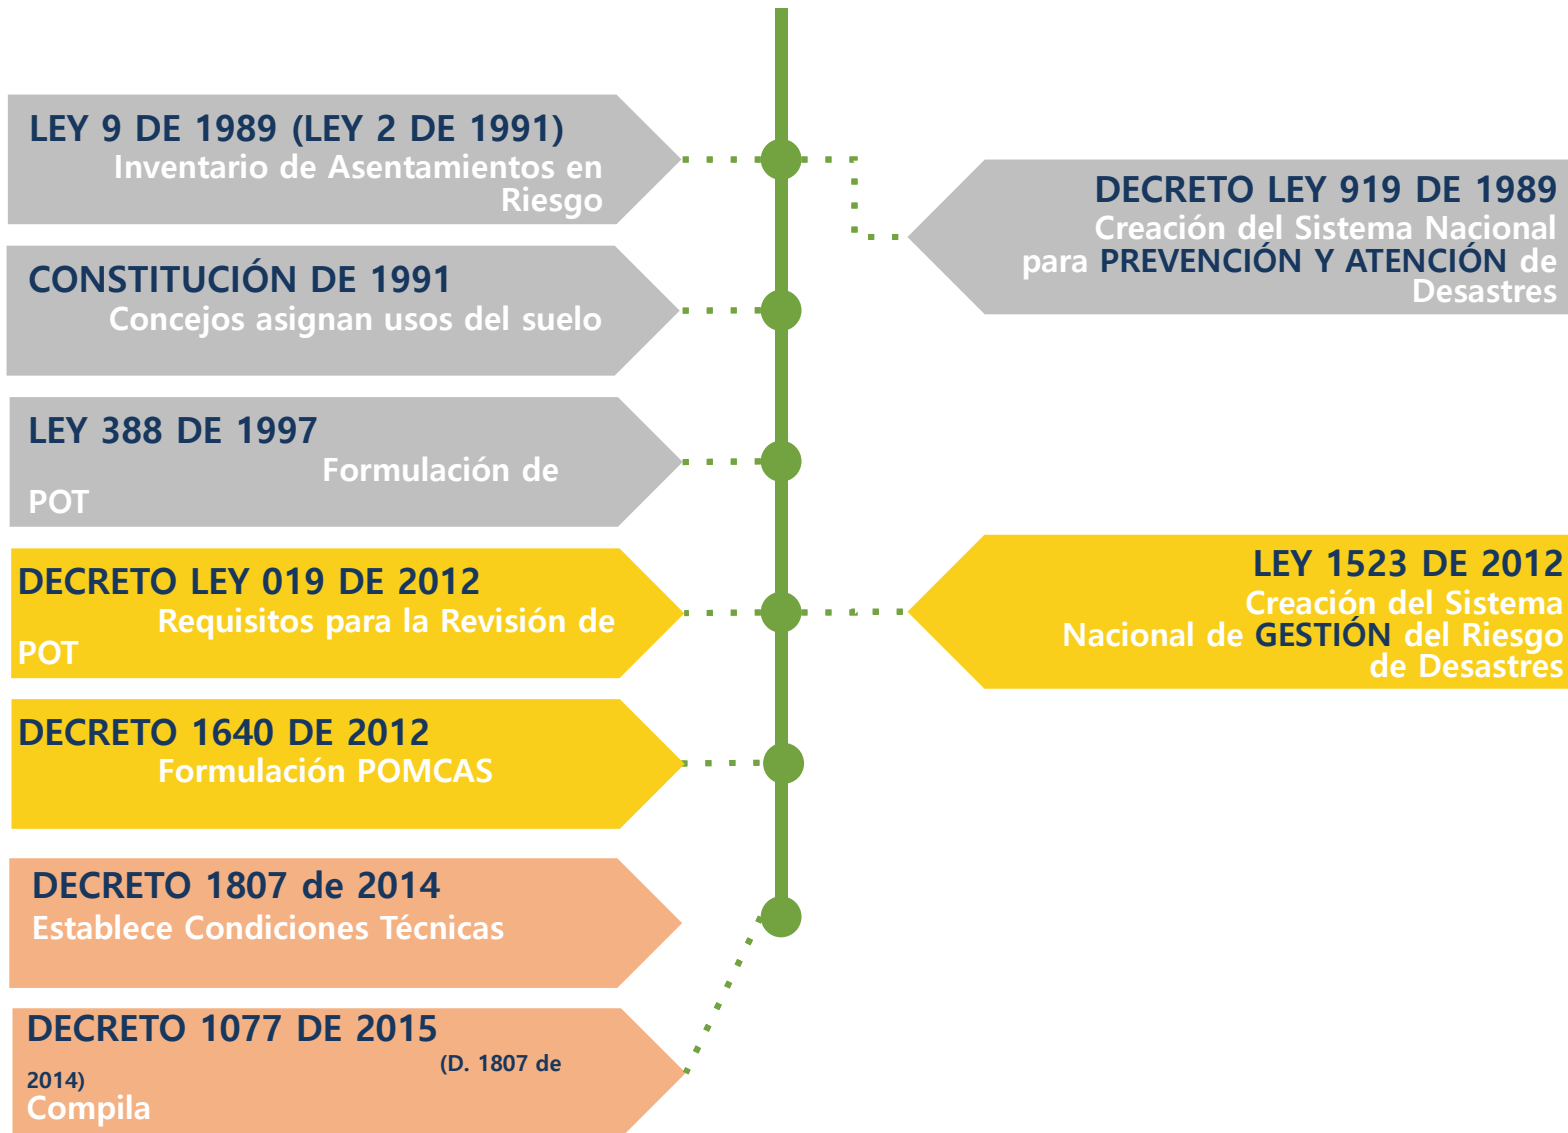 LEY 9 DE 1989 (LEY 2 DE 1991)
Inventario de Asentamientos en
Riesgo
DECRETO LEY 919 DE 1989
Creación del Sistema Nacional
para PREVENCIÓN Y ATENCIÓN de
Desastres
CONSTITUCIÓN DE 1991
Concejos asignan usos del suelo
LEY 388 DE 1997
Formulación de
POT
DECRETO LEY 019 DE 2012
Requisitos para la Revisión de
POT
LEY 1523 DE 2012
Creación del Sistema
Nacional de GESTIÓN del Riesgo
de Desastres
DECRETO 1640 DE 2012
Formulación POMCAS
DECRETO 1807 de 2014
Establece Condiciones Técnicas
DECRETO 1077 DE 2015
(D. 1807 de
2014)
Compila